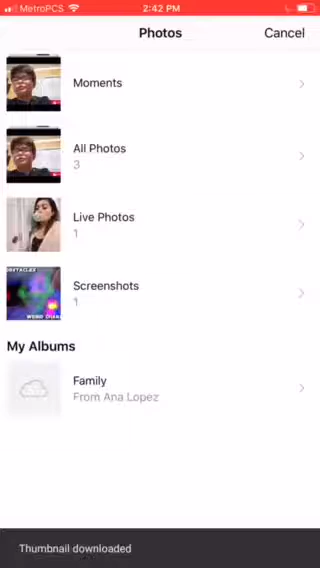 MetroPCS
2:42 PM
Photos
Cancel
Moments
All Photos
3
Live Photos
1
Screenshots
1
My Albums
Family
From Ana Lopez
Thumbnail downloaded